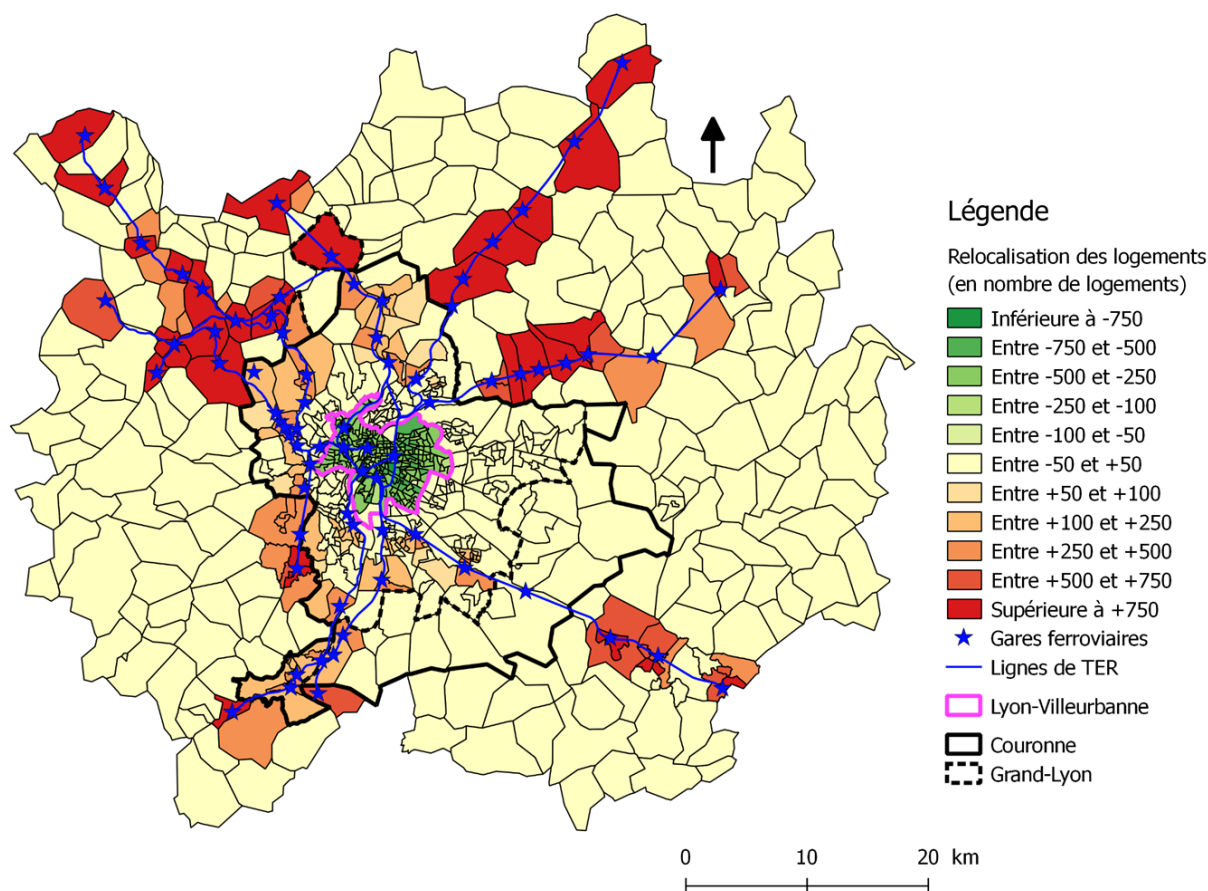 Légende
Relocalisation des logements
(en nombre de logements)
Inférieure à -750
Entre -750 et -500
Entre -500 et -250
Entre -250 et -100
Entre -100 et -50
Entre -50 et +50
Entre +50 et +100
Entre +100 et +250
Entre +250 et +500
Entre +500 et +750
Supérieure à +750
Gares ferroviaires
Lignes de TER
Lyon-Villeurbanne
Couronne
Grand-Lyon
0 10 20 km